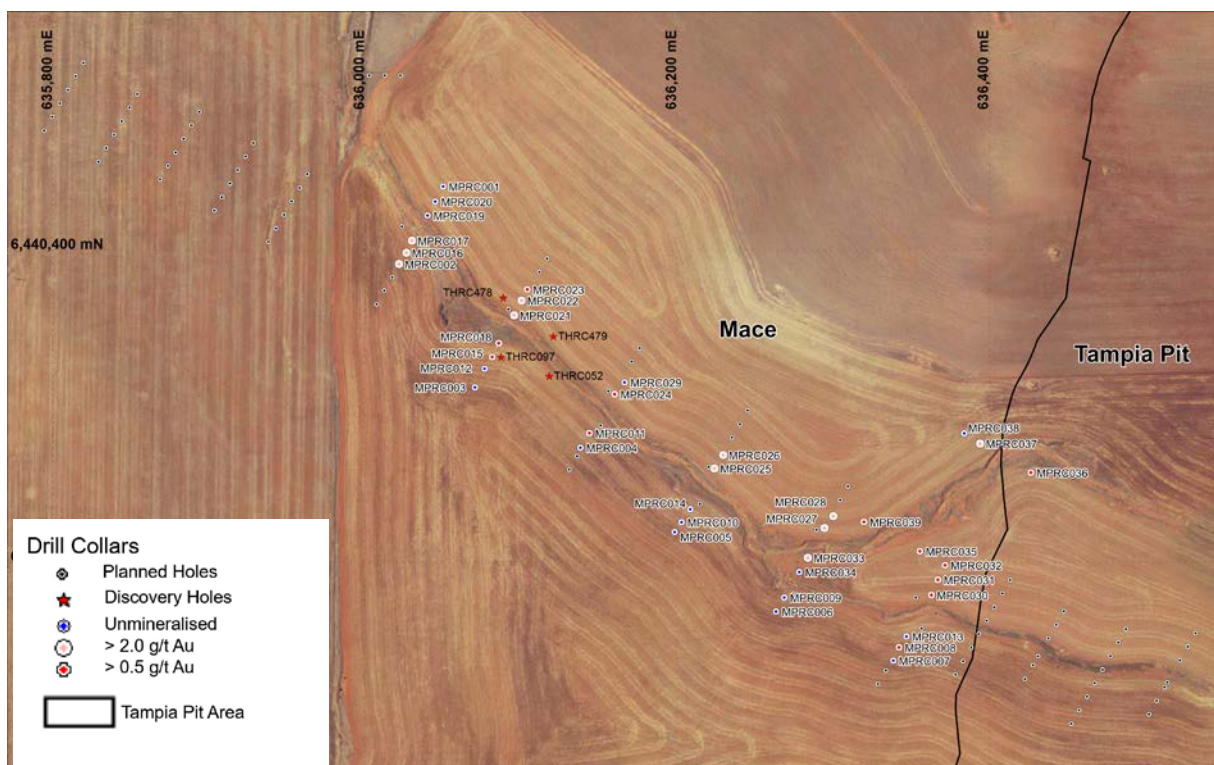 635,800 mE
636,000 mE
636,200 mE
636,400 mE
MPRC001
MPRC020
MPRC019
6,440,400 mN
MPRC017
MPRC016
MPRC002
THRC478
MPRC023
MPRC022
MPRC021
Mace
THRC479
MPRC018
MPRC015
THRC097
Tampia Pit
MPRC012
THRC052
MPRC003
MPRC029
MPRC024
MPRC011
MPRC004
MPRC038
MPRC037
MPRC026
MPRC025
MPRC036
MPRC014
MPRC028
MPRC010
MPRC027
MPRC039
MPRC005
MPRC033
MPRC035
MPRC034
MPRC032
MPRC031
MPRC009
MPRC030
MPRC006
MPRC013
MPRC008
MPRC007
Drill Collars
Planned Holes
Discovery Holes
Unmineralised
> 2.0 g/t Au
> 0.5 g/t Au
Tampia Pit Area